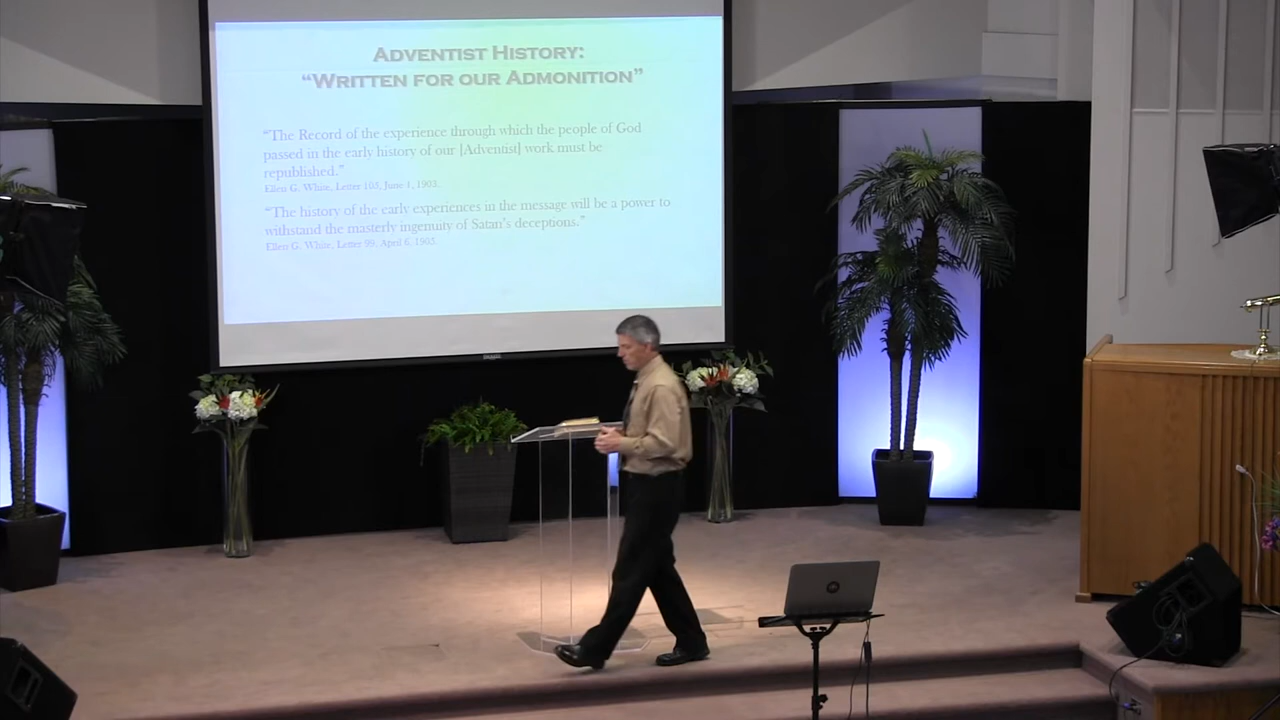 ADVENTIST HISTORY:
“WRITTEN FOR OUR ADMONITION”
“The Record of the experience through which the people of God
passed in the early history of our [Adventist] work must be
republished.”
Ellen G. White, Letter 103, June 1, 1903.
“The history of the early experiences in the message will be a power to
withstand the masterly ingenuity of Satan’s deceptions.”
Ellen G. White, Letter 99, April 6, 1905.